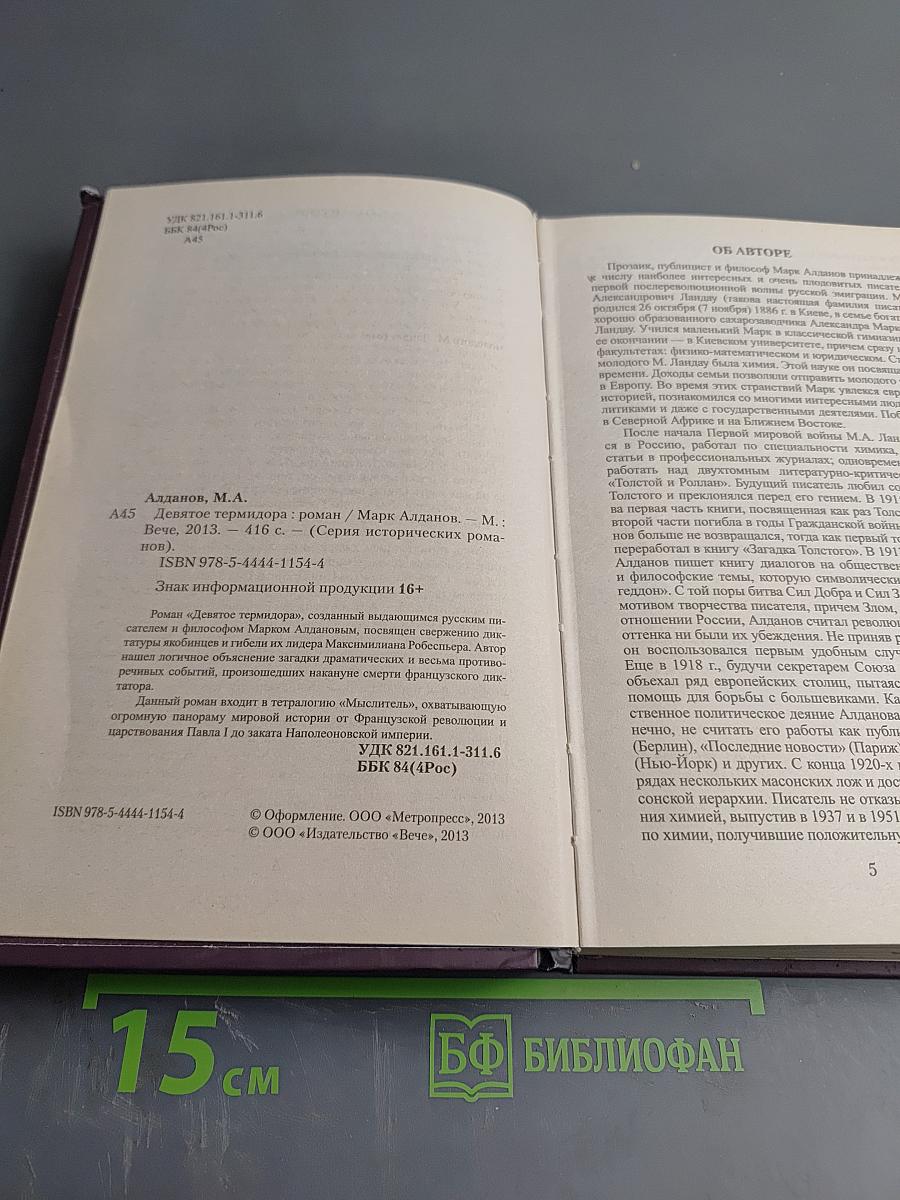 УДК 821.161.1-311.6
ББК 84(4Рос)
А45
Алданов, М.А.
А45 Девятое термидора : роман / Марк Алданов. — М. :
Вече, 2013. — 416 с. — (Серия исторических рома-
нов).
ISBN 978-5-4444-1154-4
Знак информационной продукции 16+
Роман «Девятое термидора», созданный выдающимся русским пи-
сателем и философом Марком Алдановым, посвящен свержению дик-
татуры якобинцев и гибели их лидера Максимилиана Робеспьера. Автор
нашел логичное объяснение загадки драматических и весьма противо-
речивых событий, произошедших накануне смерти французского дик-
татора.
Данный роман входит в тетралогию «Мыслитель», охватывающую
огромную панораму мировой истории от Французской революции и
царствования Павла I до заката Наполеоновской империи.
УДК 821.161.1-311.6
ББК 84(4Рос)
ISBN 978-5-4444-1154-4
© Оформление. ООО «Метропресс», 2013
© ООО «Издательство «Вече», 2013
ОБ АВТОРЕ
Прозаик, публицист и философ Марк Алданов принадлеж
к числу наиболее интересных и очень плодовитых писате
первой послереволюционной волны русской эмиграции. М
Александрович Ландау (такова настоящая фамилия писат
родился 26 октября (7 ноября) 1886 г. в Киеве, в семье богат
хорошо образованного сахарозаводчика Александра Марк
Ландау. Учился маленький Марк в классической гимназии
ее окончании — в Киевском университете, причем сразу н
факультетах: физико-математическом и юридическом. Ст
молодого М. Ландау была химия. Этой науке он посвяща
времени. Доходы семьи позволяли отправить молодого ч
в Европу. Во время этих странствий Марк увлекся евр
историей, познакомился со многими интересными люд
литиками и даже с государственными деятелями. Поб
в Северной Африке и на Ближнем Востоке.
После начала Первой мировой войны М.А. Лан
ся в Россию, работал по специальности химика,
статьи в профессиональных журналах; одновремен
работать над двухтомным литературно-критиче
«Толстой и Роллан». Будущий писатель любил со
Толстого и преклонялся перед его гением. В 191
ва первая часть книги, посвященная как раз Толс
второй части погибла в годы Гражданской войны
нов больше не возвращался, тогда как первый то
переработал в книгу «Загадка Толстого». В 191
Алданов пишет книгу диалогов на обществен
и философские темы, которую символически
геддон». С той поры битва Сил Добра и Сил З
мотивом творчества писателя, причем Злом,
отношении России, Алданов считал револю
оттенка ни были их убеждения. Не приняв р
он воспользовался первым удобным случ
Еще в 1918 г., будучи секретарем Союза
объехал ряд европейских столиц, пытаяс
помощь для борьбы с большевиками. Ка
ственное политическое деяние Алданова
нечно, не считать его работы как публи
(Берлин), «Последние новости» (Париж)
(Нью-Йорк) и других. С конца 1920-х г
рядах нескольких масонских лож и дост
сонской иерархии. Писатель не отказы
ния химией, выпустив в 1937 и в 1951
по химии, получившие положительну
5
15 см
БФ БИБЛИОФАН